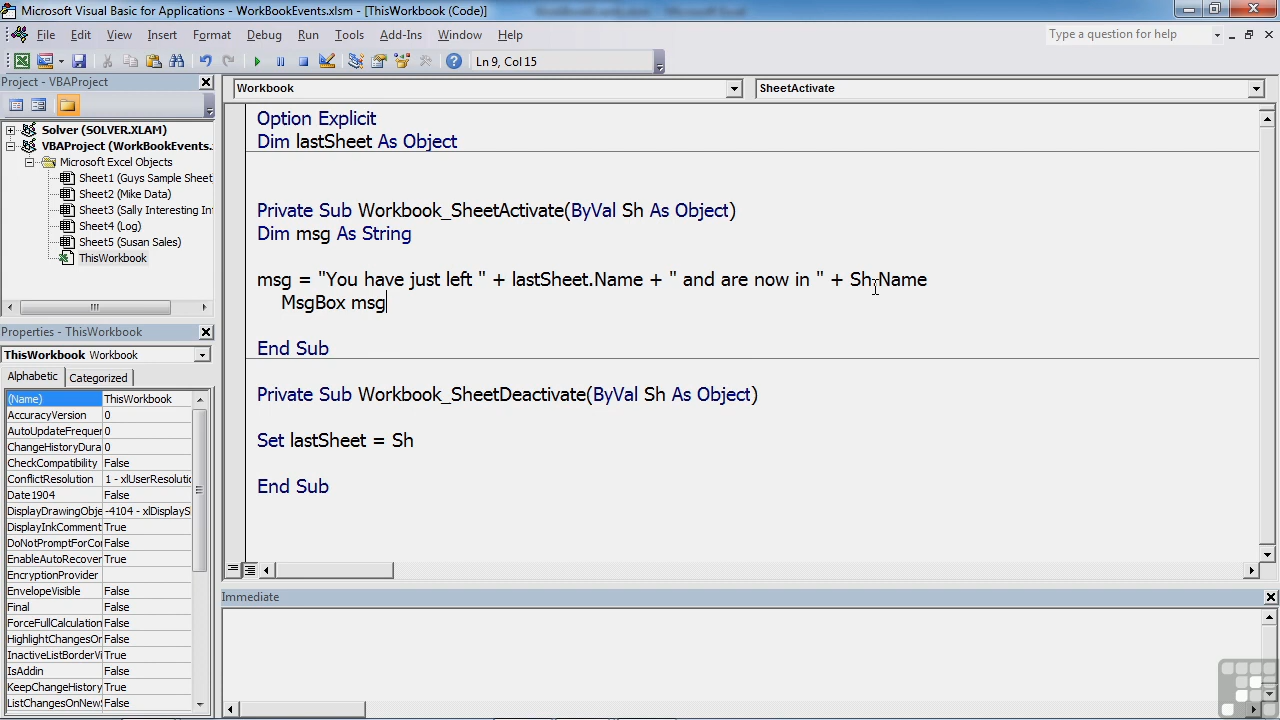 Microsoft Visual Basic for Applications - WorkBookEvents.xlsm - [ThisWorkbook (Code)]
File Edit View Insert Format Debug Run Tools Add-Ins Window Help
Type a question for help
Ln 9, Col 15
Project - VBAProject
Workbook
SheetActivate
Solver (SOLVER.XLAM)
VBAProject (WorkBookEvents.
Microsoft Excel Objects
Sheet1 (Guys Sample Sheet
Sheet2 (Mike Data)
Sheet3 (Sally Interesting In
Sheet4 (Log)
Sheet5 (Susan Sales)
ThisWorkbook
Option Explicit
Dim lastSheet As Object
Private Sub Workbook_SheetActivate(ByVal Sh As Object)
Dim msg As String
msg = "You have just left " + lastSheet.Name + " and are now in " + Sh.Name
MsgBox msg
End Sub
Private Sub Workbook_SheetDeactivate(ByVal Sh As Object)
Set lastSheet = Sh
End Sub
Properties - ThisWorkbook
ThisWorkbook Workbook
Alphabetic Categorized
(Name) ThisWorkbook
AccuracyVersion 0
AutoUpdateFrequen 0
ChangeHistoryDura 0
CheckCompatibility False
ConflictResolution 1 - xlUserResolutio
Date1904 False
DisplayDrawingObje -4104 - xlDisplayS
DisplayInkComment True
DoNotPromptForCo False
EnableAutoRecover True
EncryptionProvider
EnvelopeVisible False
Final False
ForceFullCalculation False
HighlightChangesOn False
InactiveListBorderVi True
IsAddin False
KeepChangeHistory True
ListChangesOnNewS False
Immediate